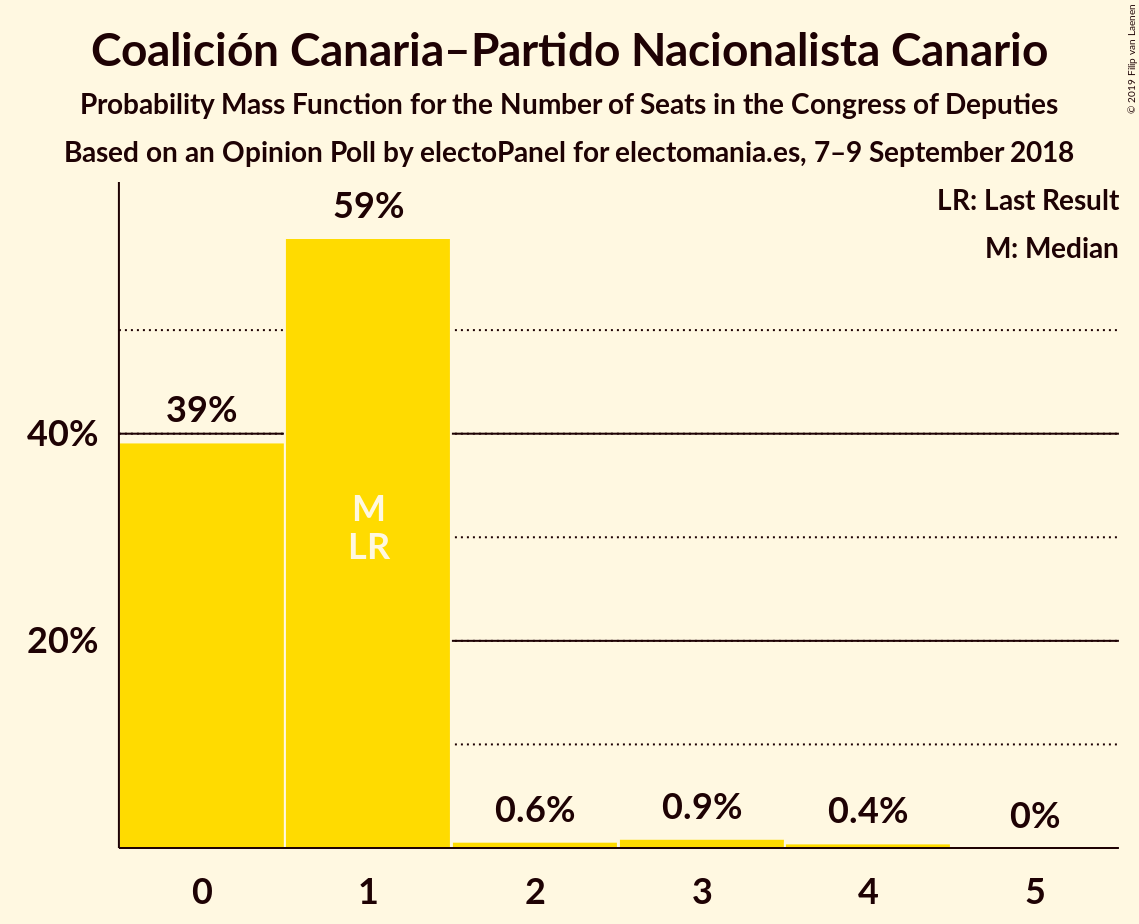 Coalición Canaria–Partido Nacionalista Canario
Probability Mass Function for the Number of Seats in the Congress of Deputies
Based on an Opinion Poll by electoPanel for electomania.es, 7–9 September 2018
© 2019 Filip van Laenen
LR: Last Result
M: Median
59%
39%
40%
M
LR
20%
0.6%
0.9%
0.4%
0%
0
1
2
3
4
5